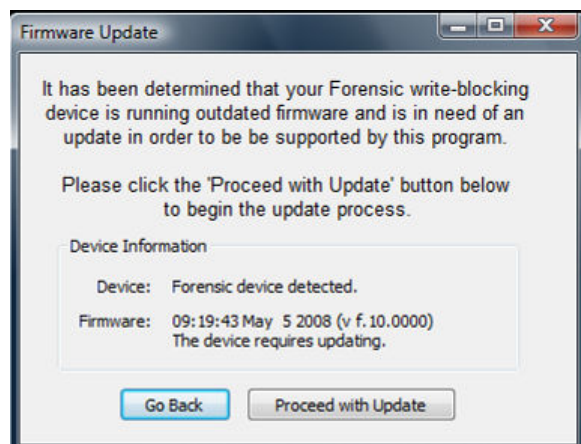 Firmware Update
It has been determined that your Forensic write-blocking
device is running outdated firmware and is in need of an
update in order to be be supported by this program.
Please click the 'Proceed with Update' button below
to begin the update process.
Device Information
Device: Forensic device detected.
Firmware: 09:19:43 May 5 2008 (v f.10.0000)
The device requires updating.
Go Back Proceed with Update